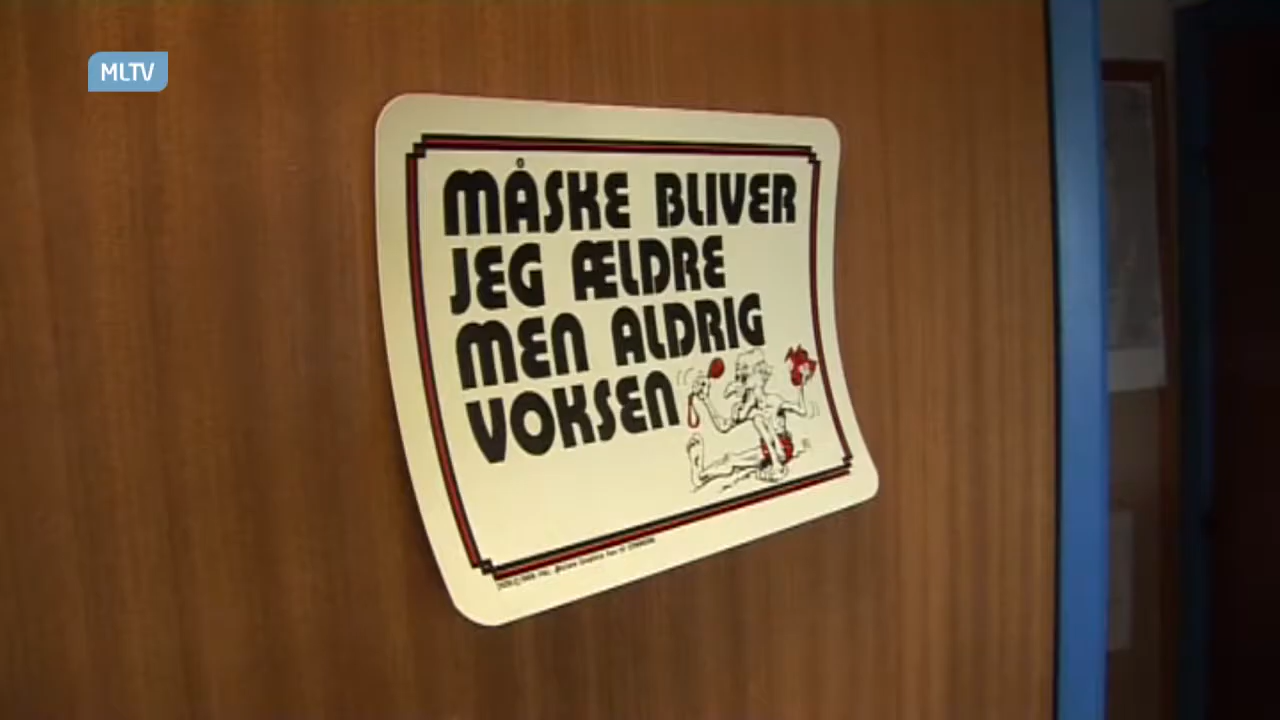 MLTV
MÅSKE BLIVER
JEG ÆLDRE
MEN ALDRIG
VOKSEN